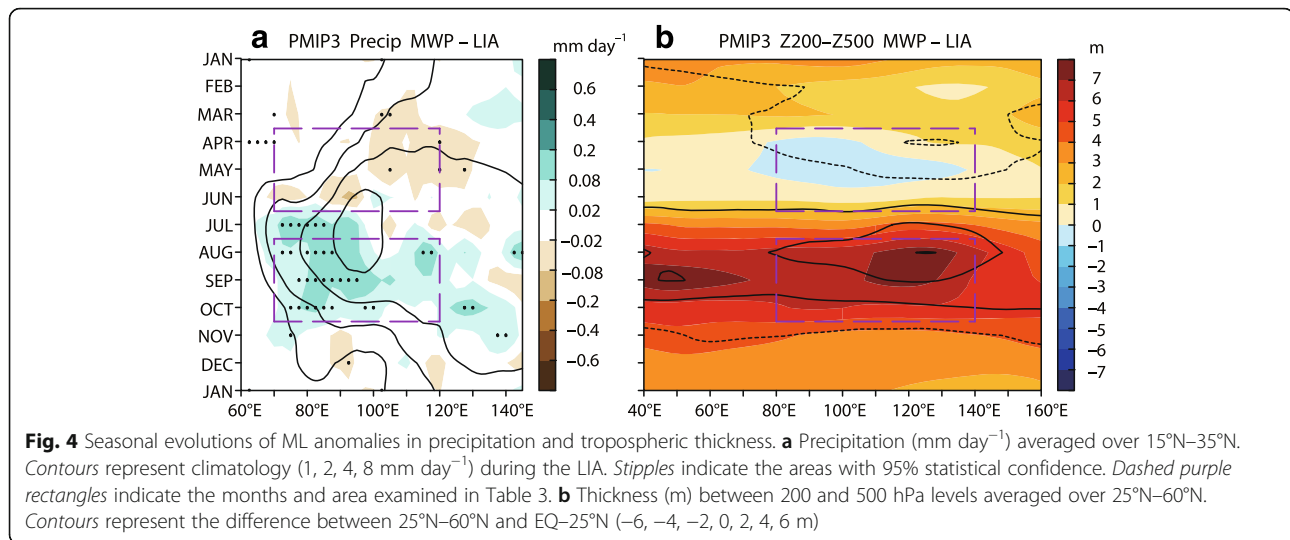 a PMIP3 Precip MWP – LIA mm day⁻¹
JAN
FEB
MAR
APR
MAY
JUN
JUL
AUG
SEP
OCT
NOV
DEC
JAN
60°E 80°E 100°E 120°E 140°E
0.6
0.4
0.2
0.08
0.02
−0.02
−0.08
−0.2
−0.4
−0.6
b PMIP3 Z200–Z500 MWP – LIA m
40°E 60°E 80°E 100°E 120°E 140°E 160°E
7
6
5
4
3
2
1
0
−1
−2
−3
−4
−5
−6
−7
Fig. 4 Seasonal evolutions of ML anomalies in precipitation and tropospheric thickness. a Precipitation (mm day⁻¹) averaged over 15°N–35°N.
Contours represent climatology (1, 2, 4, 8 mm day⁻¹) during the LIA. Stipples indicate the areas with 95% statistical confidence. Dashed purple
rectangles indicate the months and area examined in Table 3. b Thickness (m) between 200 and 500 hPa levels averaged over 25°N–60°N.
Contours represent the difference between 25°N–60°N and EQ–25°N (−6, −4, −2, 0, 2, 4, 6 m)